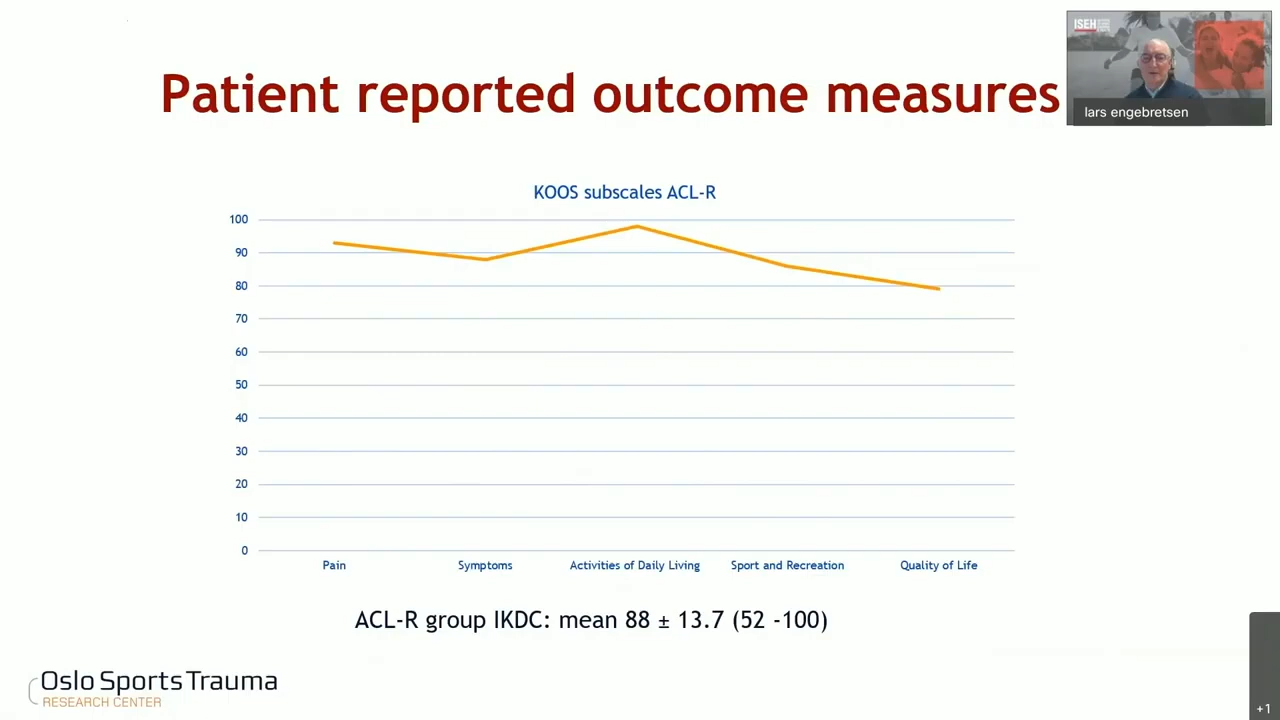 Patient reported outcome measures
ISEH
lars engebretsen
KOOS subscales ACL-R
100
90
80
70
60
50
40
30
20
10
0
Pain Symptoms Activities of Daily Living Sport and Recreation Quality of Life
ACL-R group IKDC: mean 88 ± 13.7 (52 -100)
Oslo Sports Trauma
RESEARCH CENTER
+1